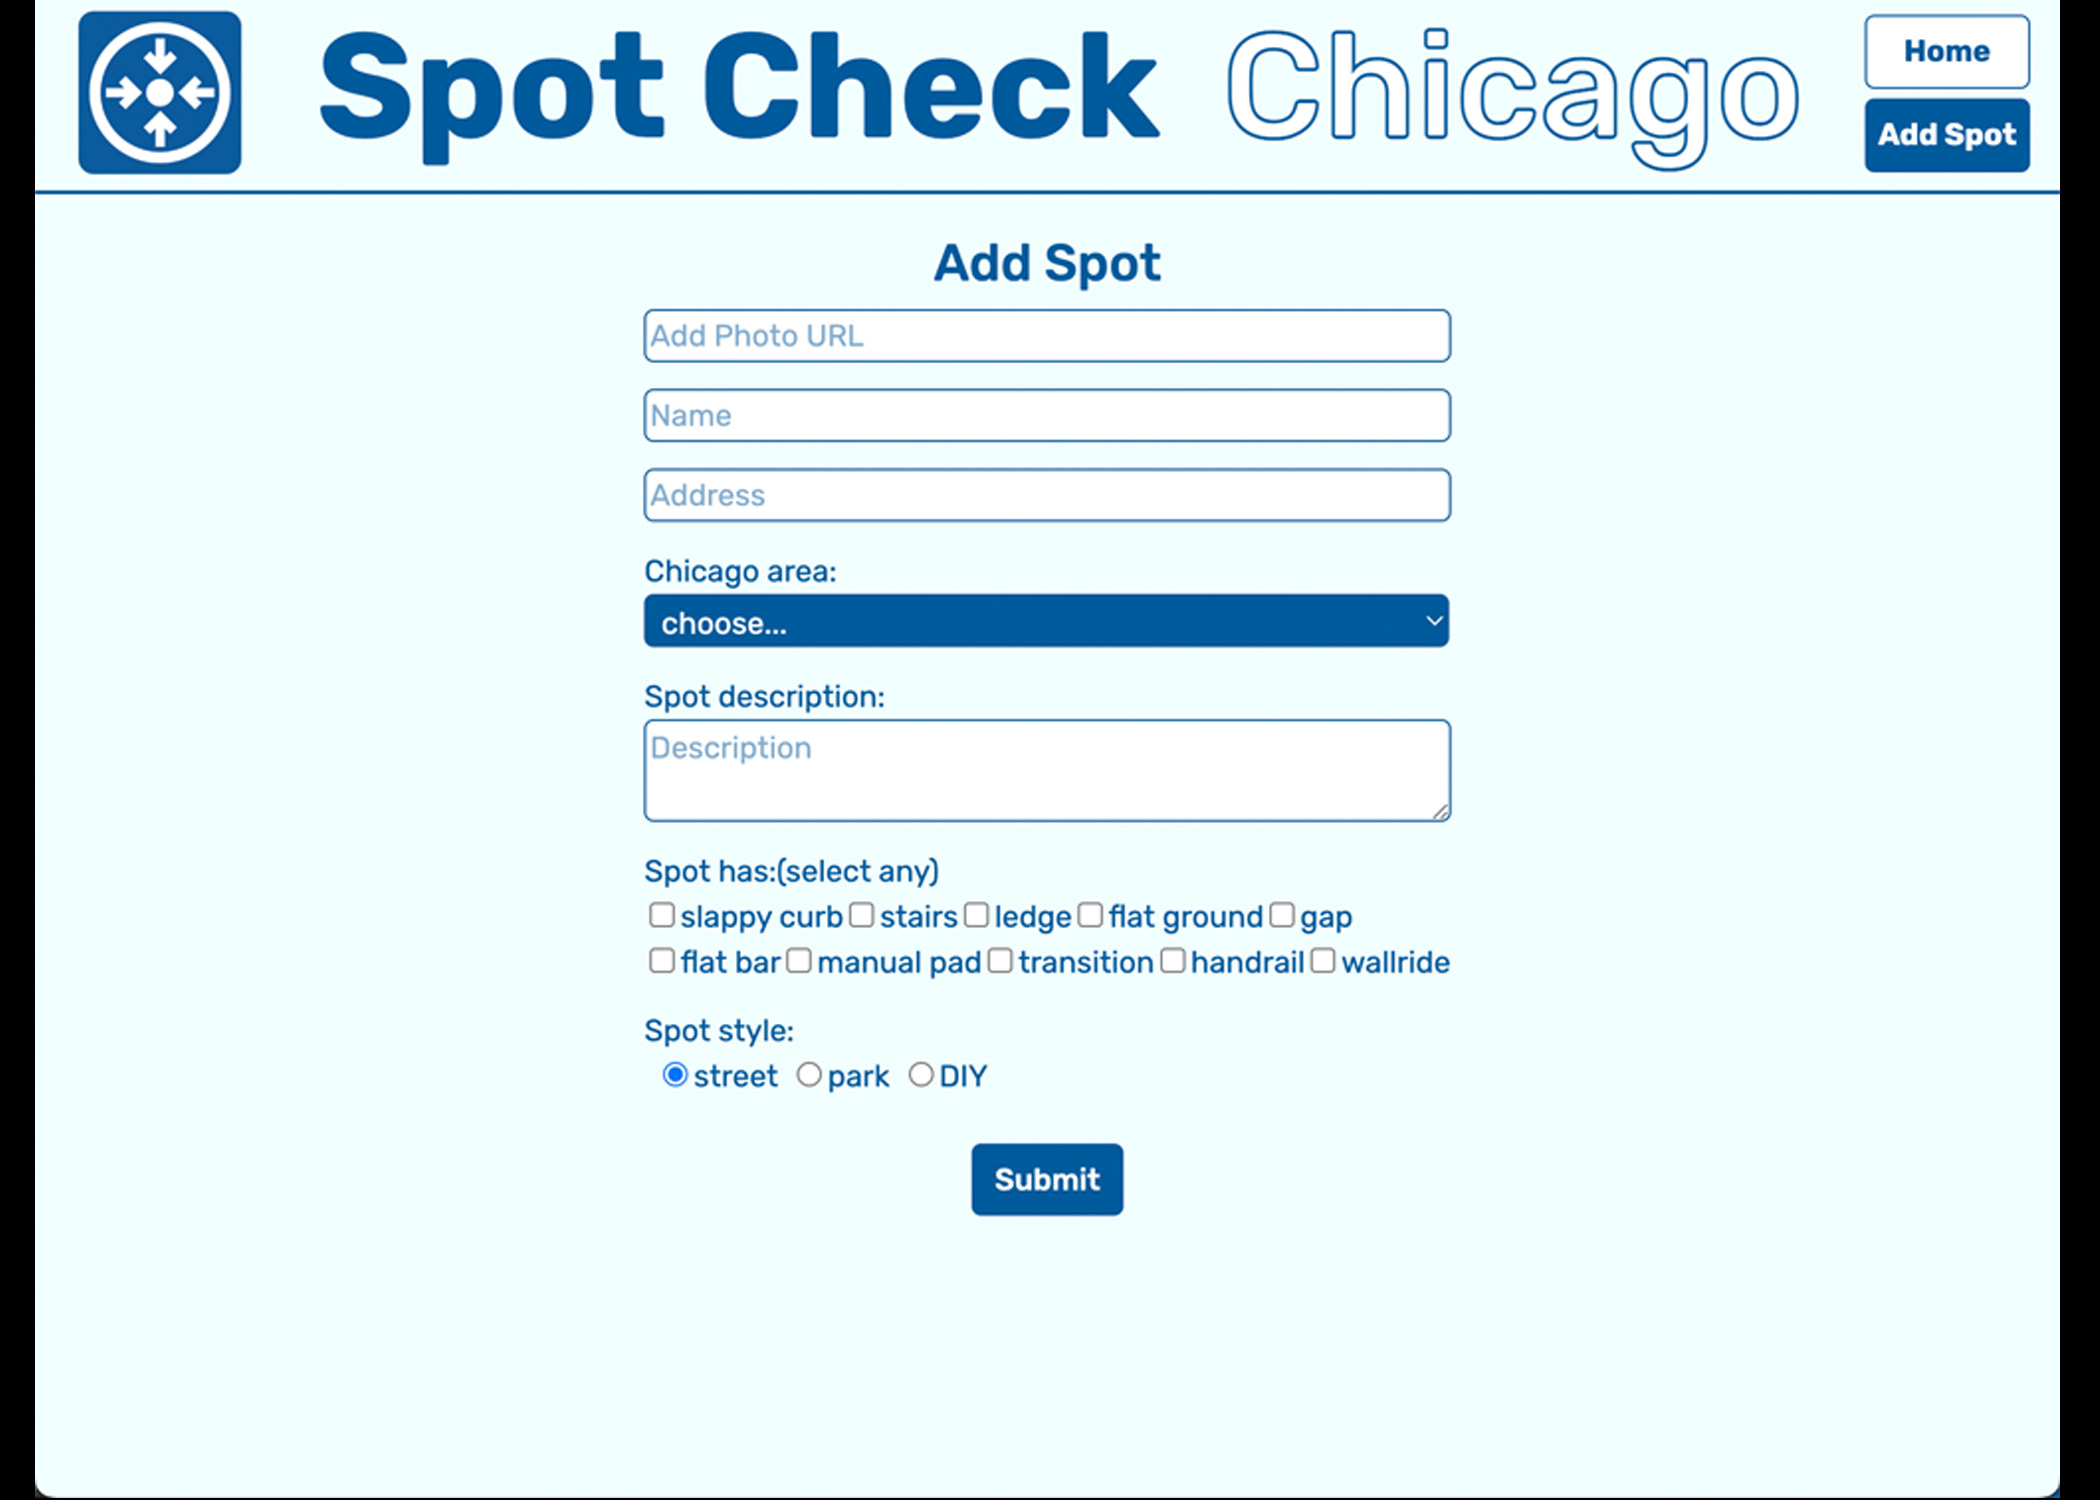 Spot Check Chicago
Home
Add Spot
Add Spot
Add Photo URL
Name
Address
Chicago area:
choose...
Spot description:
Description
Spot has:(select any)
slappy curb stairs ledge flat ground gap
flat bar manual pad transition handrail wallride
Spot style:
street park DIY
Submit